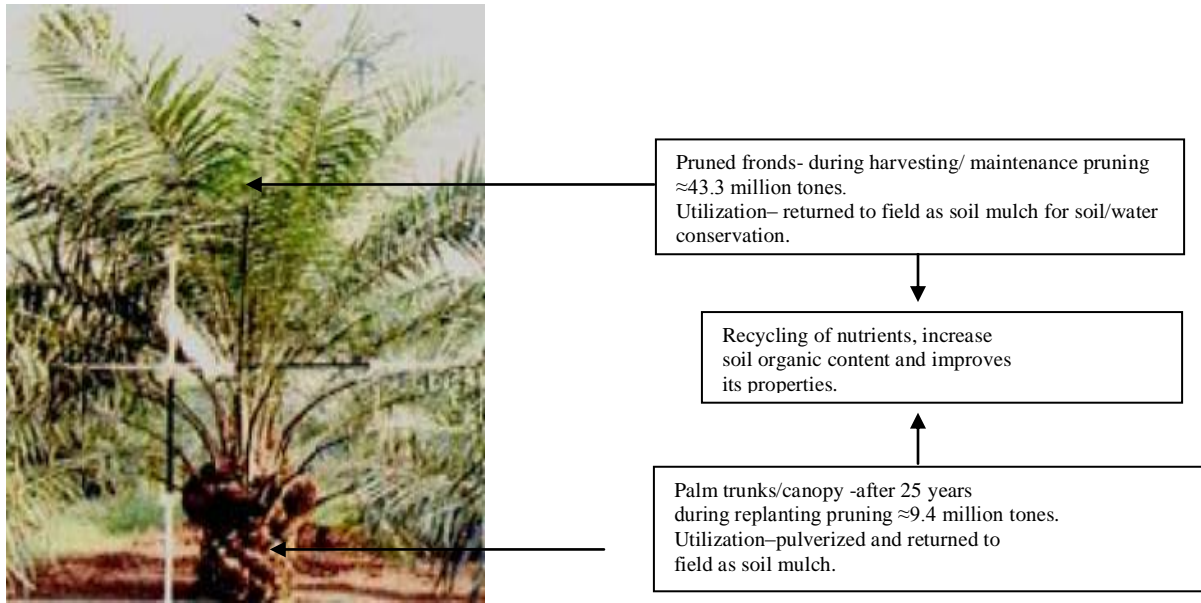 Pruned fronds- during harvesting/ maintenance pruning
≈43.3 million tones.
Utilization– returned to field as soil mulch for soil/water
conservation.
Recycling of nutrients, increase
soil organic content and improves
its properties.
Palm trunks/canopy -after 25 years
during replanting pruning ≈9.4 million tones.
Utilization–pulverized and returned to
field as soil mulch.